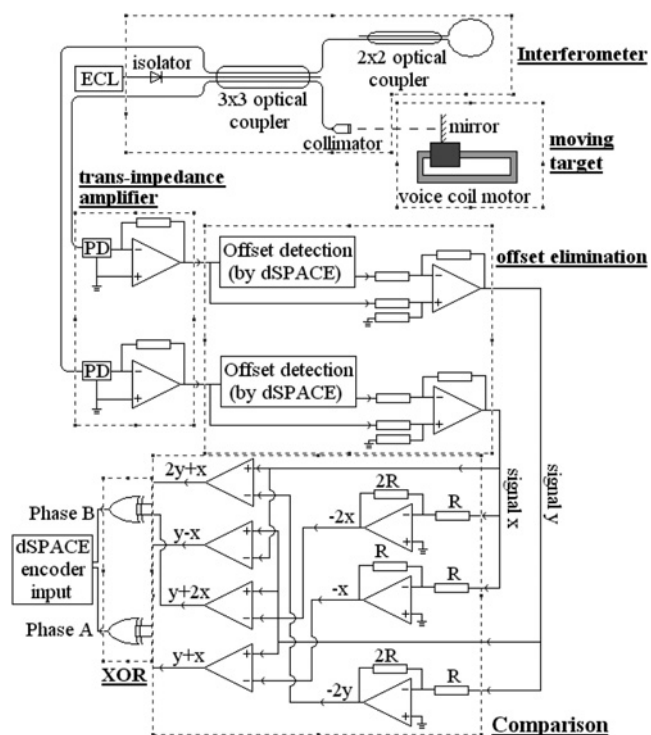 isolator
ECL
2x2 optical
coupler
Interferometer
3x3 optical
coupler
collimator
mirror
moving
target
voice coil motor
trans-impedance
amplifier
PD
Offset detection
(by dSPACE)
offset elimination
PD
Offset detection
(by dSPACE)
signal x
signal y
2y+x
2R
R
Phase B
-2x
y-x
R
R
dSPACE
encoder
input
y+2x
-x
Phase A
y+x
2R
R
-2y
XOR
Comparison